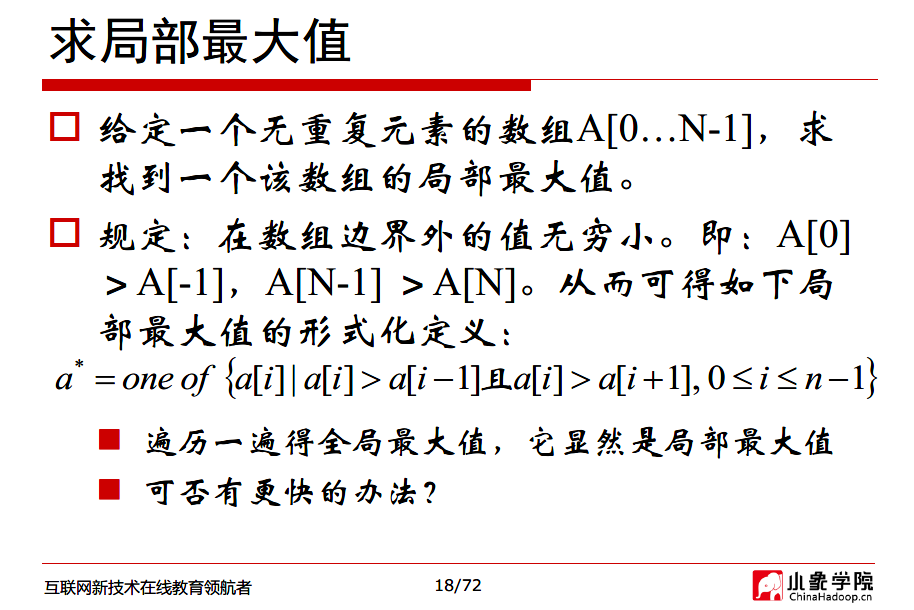 求局部最大值
给定一个无重复元素的数组A[0…N-1]，求
找到一个该数组的局部最大值。
规定：在数组边界外的值无穷小。即：A[0]
>A[-1]，A[N-1] >A[N]。从而可得如下局
部最大值的形式化定义：
a* = one of {a[i] | a[i] > a[i−1]且a[i] > a[i+1], 0 ≤ i ≤ n−1}
遍历一遍得全局最大值，它显然是局部最大值
可否有更快的办法？
互联网新技术在线教育领航者
18/72
小象学院
ChinaHadoop.cn